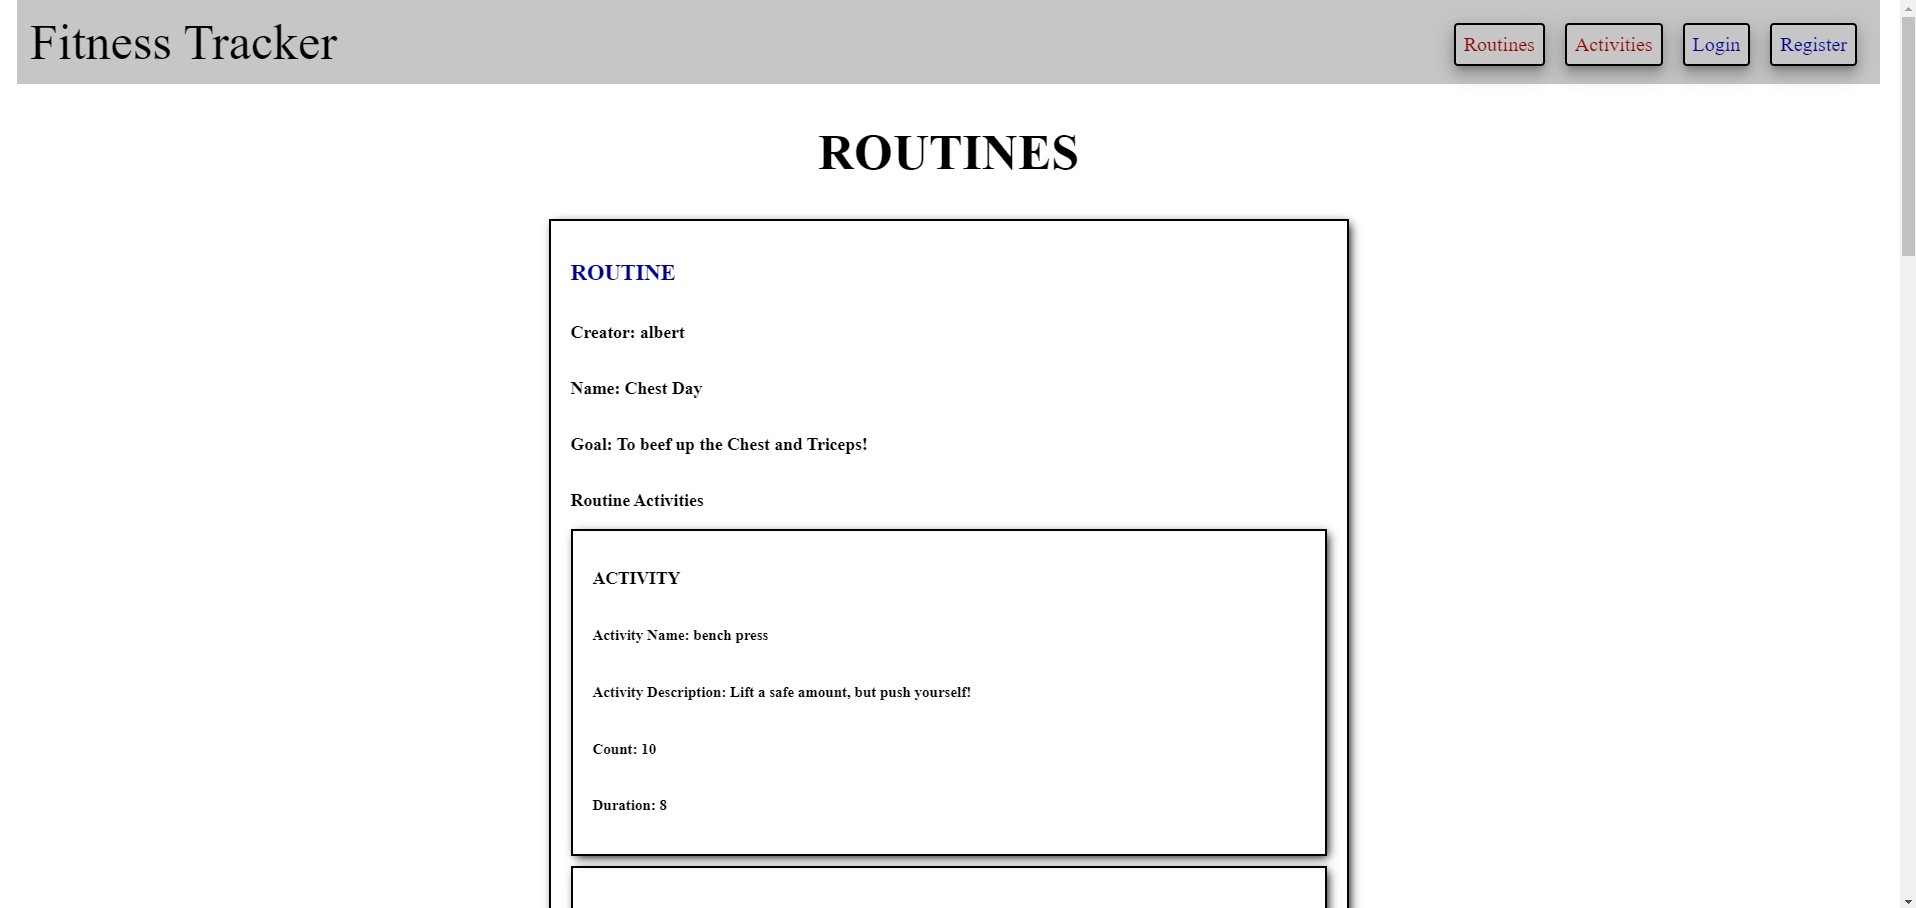 Fitness Tracker
Routines
Activities
Login
Register
ROUTINES
ROUTINE
Creator: albert
Name: Chest Day
Goal: To beef up the Chest and Triceps!
Routine Activities
ACTIVITY
Activity Name: bench press
Activity Description: Lift a safe amount, but push yourself!
Count: 10
Duration: 8